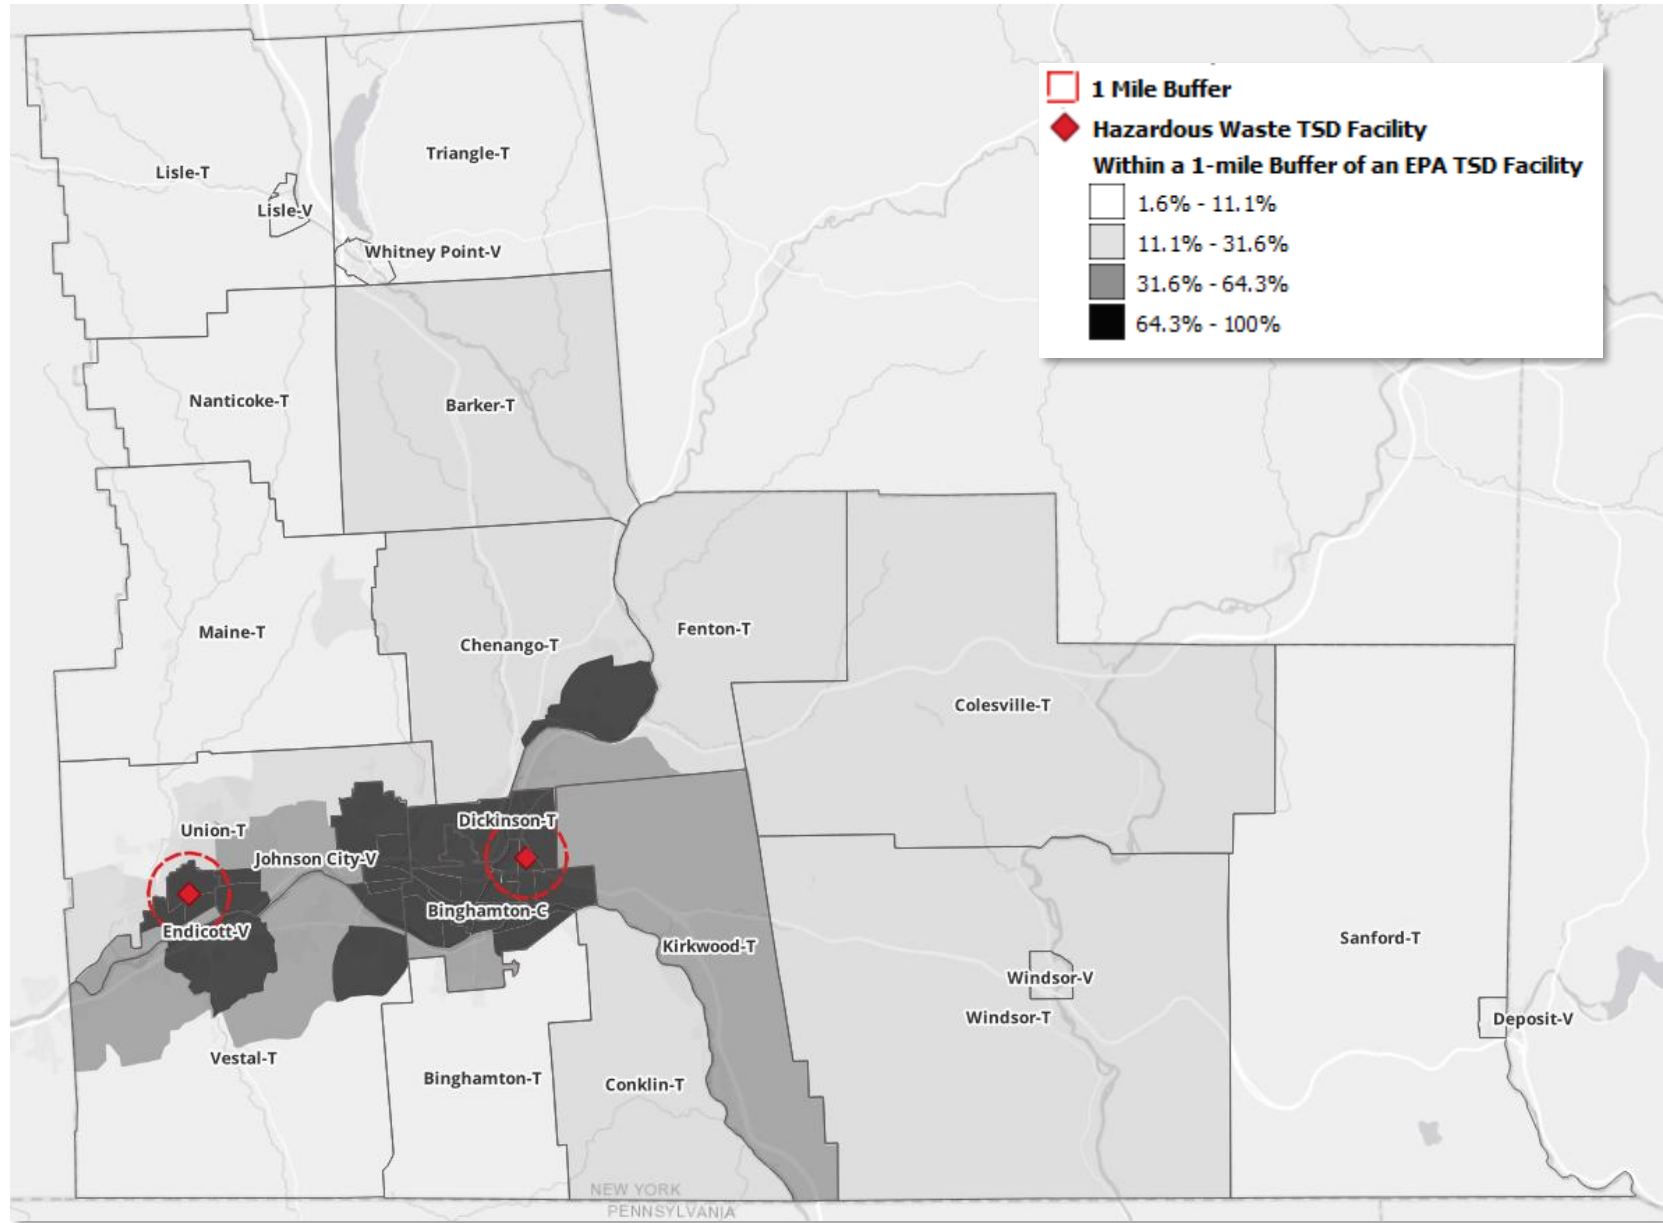 1 Mile Buffer
Hazardous Waste TSD Facility
Within a 1-mile Buffer of an EPA TSD Facility
1.6% - 11.1%
11.1% - 31.6%
31.6% - 64.3%
64.3% - 100%
Triangle-T
Lisle-T
Lisle-V
Whitney Point-V
Nanticoke-T
Barker-T
Maine-T
Fenton-T
Chenango-T
Colesville-T
Dickinson-T
Union-T
Johnson City-V
Binghamton-C
Endicott-V
Kirkwood-T
Sanford-T
Windsor-V
Windsor-T
Deposit-V
Vestal-T
Binghamton-T
Conklin-T
NEW YORK
PENNSYLVANIA